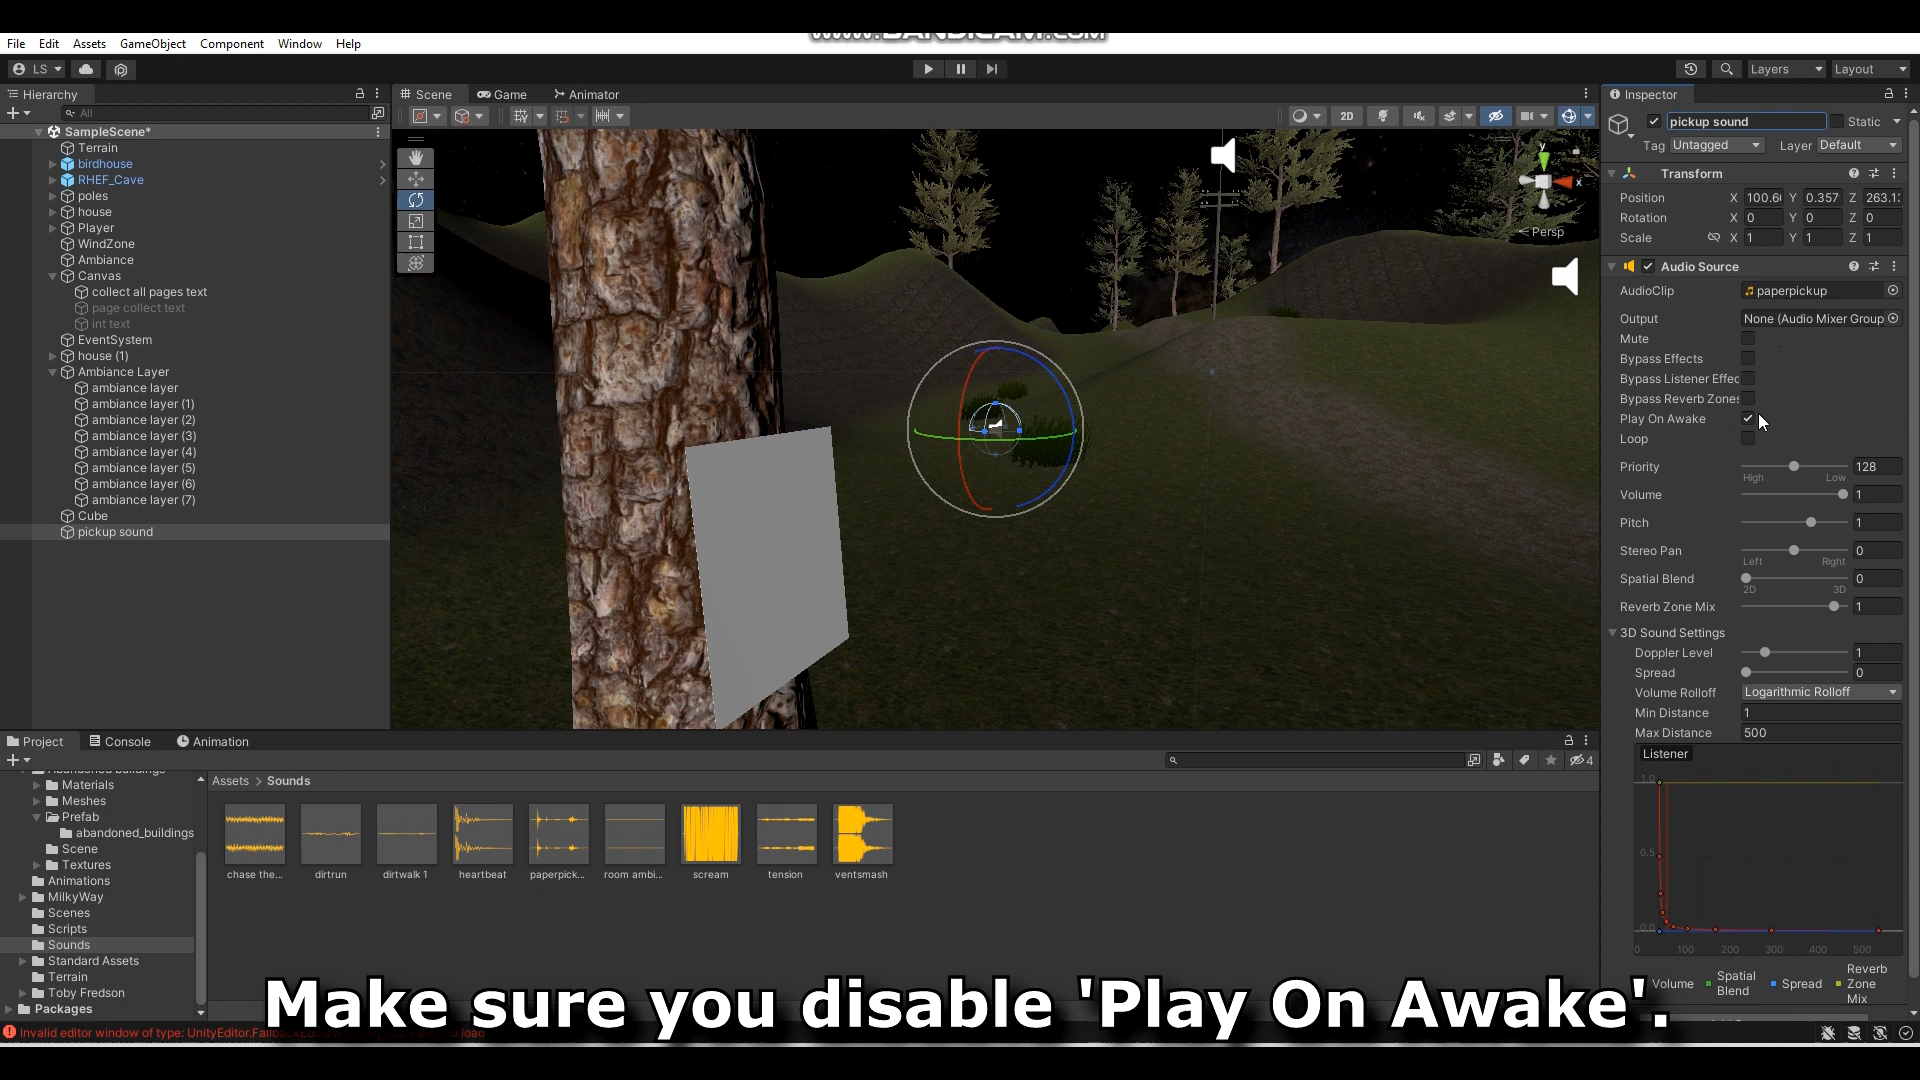 www.BANDICAM.com
File Edit Assets GameObject Component Window Help
LS
Layers Layout
Hierarchy
All
SampleScene*
Terrain
birdhouse
RHEF_Cave
poles
house
Player
WindZone
Ambiance
Canvas
collect all pages text
page collect text
int text
EventSystem
house (1)
Ambiance Layer
ambiance layer
ambiance layer (1)
ambiance layer (2)
ambiance layer (3)
ambiance layer (4)
ambiance layer (5)
ambiance layer (6)
ambiance layer (7)
Cube
pickup sound
Scene Game Animator
2D
y
x
Persp
Inspector
pickup sound Static
Tag Untagged Layer Default
Transform
Position X 100.6 Y 0.357 Z 263.1
Rotation X 0 Y 0 Z 0
Scale X 1 Y 1 Z 1
Audio Source
AudioClip paperpickup
Output None (Audio Mixer Group
Mute
Bypass Effects
Bypass Listener Effec
Bypass Reverb Zones
Play On Awake
Loop
Priority 128
High Low
Volume 1
Pitch 1
Stereo Pan 0
Left Right
Spatial Blend 0
2D 3D
Reverb Zone Mix 1
3D Sound Settings
Doppler Level 1
Spread 0
Volume Rolloff Logarithmic Rolloff
Min Distance 1
Max Distance 500
Listener
1.0
0.5
0.0
0 100 200 300 400 500
Volume Spatial Blend Spread Reverb Zone Mix
Project Console Animation
4
Materials
Meshes
Prefab
abandoned_buildings
Scene
Textures
Animations
MilkyWay
Scenes
Scripts
Sounds
Standard Assets
Terrain
Toby Fredson
Packages
Assets > Sounds
chase the... dirtrun dirtwalk 1 heartbeat paperpick... room ambi... scream tension ventsmash
Make sure you disable 'Play On Awake'.
Invalid editor window of type: UnityEditor.Fallback load